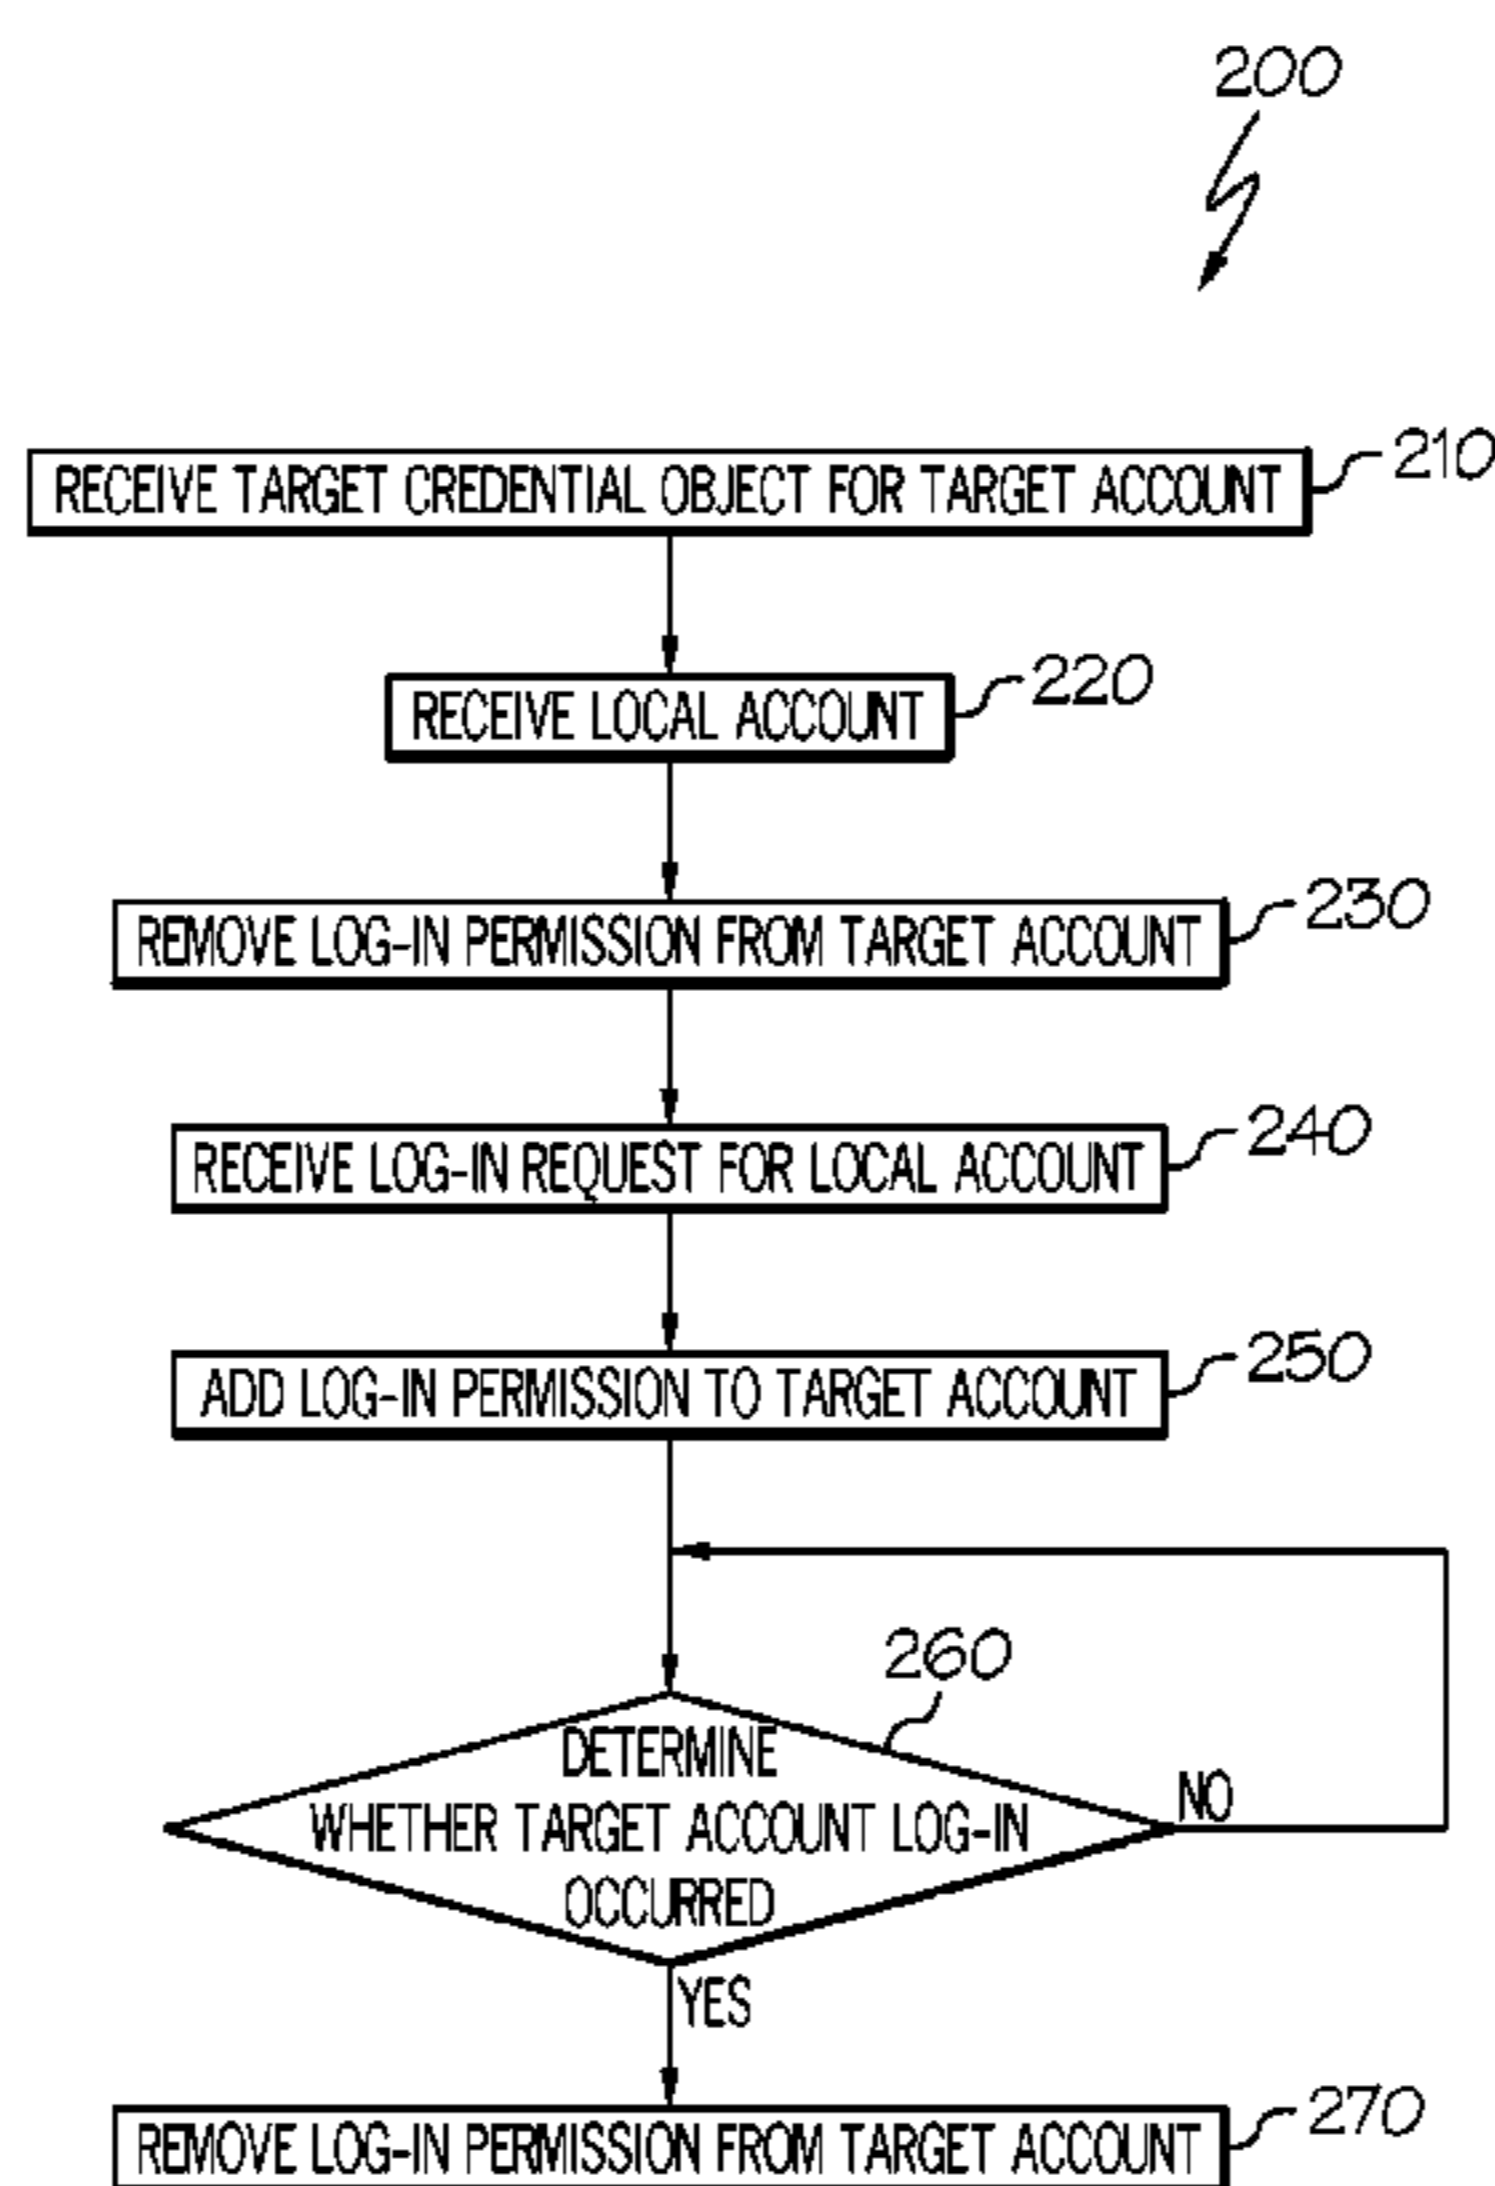 200
RECEIVE TARGET CREDENTIAL OBJECT FOR TARGET ACCOUNT
210
RECEIVE LOCAL ACCOUNT
220
REMOVE LOG-IN PERMISSION FROM TARGET ACCOUNT
230
RECEIVE LOG-IN REQUEST FOR LOCAL ACCOUNT
240
ADD LOG-IN PERMISSION TO TARGET ACCOUNT
250
260
DETERMINE
WHETHER TARGET ACCOUNT LOG-IN
OCCURRED
NO
YES
REMOVE LOG-IN PERMISSION FROM TARGET ACCOUNT
270